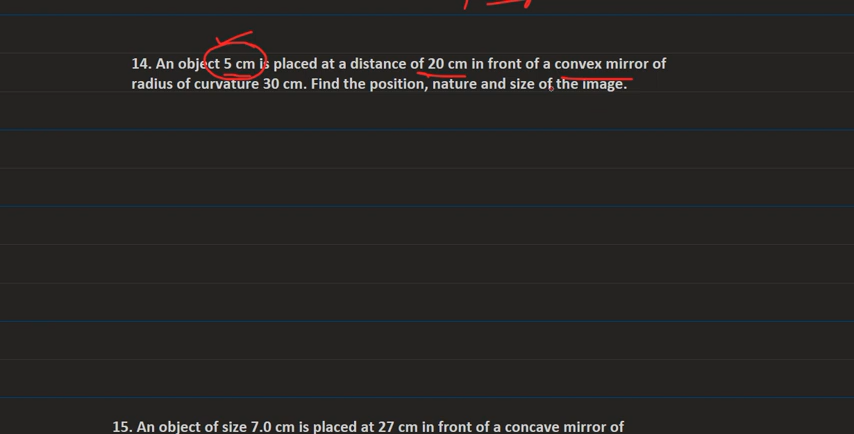 14. An object 5 cm is placed at a distance of 20 cm in front of a convex mirror of
radius of curvature 30 cm. Find the position, nature and size of the image.
15. An object of size 7.0 cm is placed at 27 cm in front of a concave mirror of